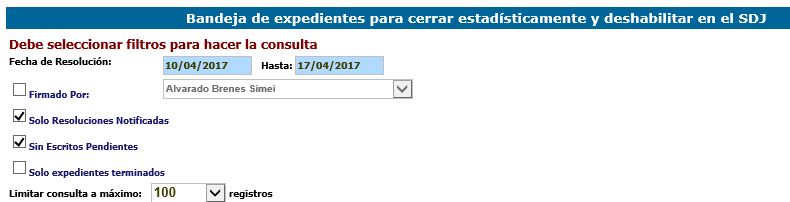 Bandeja de expedientes para cerrar estadísticamente y deshabilitar en el SDJ
Debe seleccionar filtros para hacer la consulta
Fecha de Resolución: 10/04/2017 Hasta: 17/04/2017
Firmado Por: Alvarado Brenes Simei
Solo Resoluciones Notificadas
Sin Escritos Pendientes
Solo expedientes terminados
Limitar consulta a máximo: 100 registros